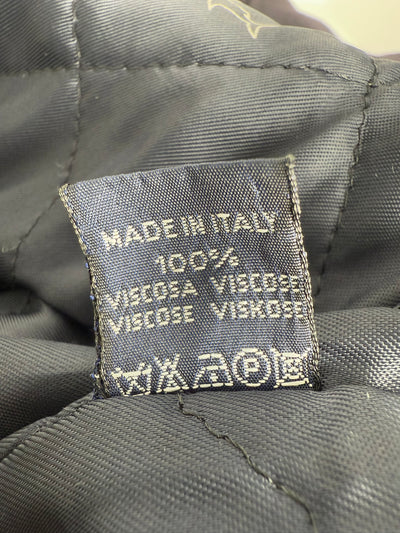 MADE IN ITALY
100%
VISCOSA VISCOSE
VISCOSE VISKOSE
P